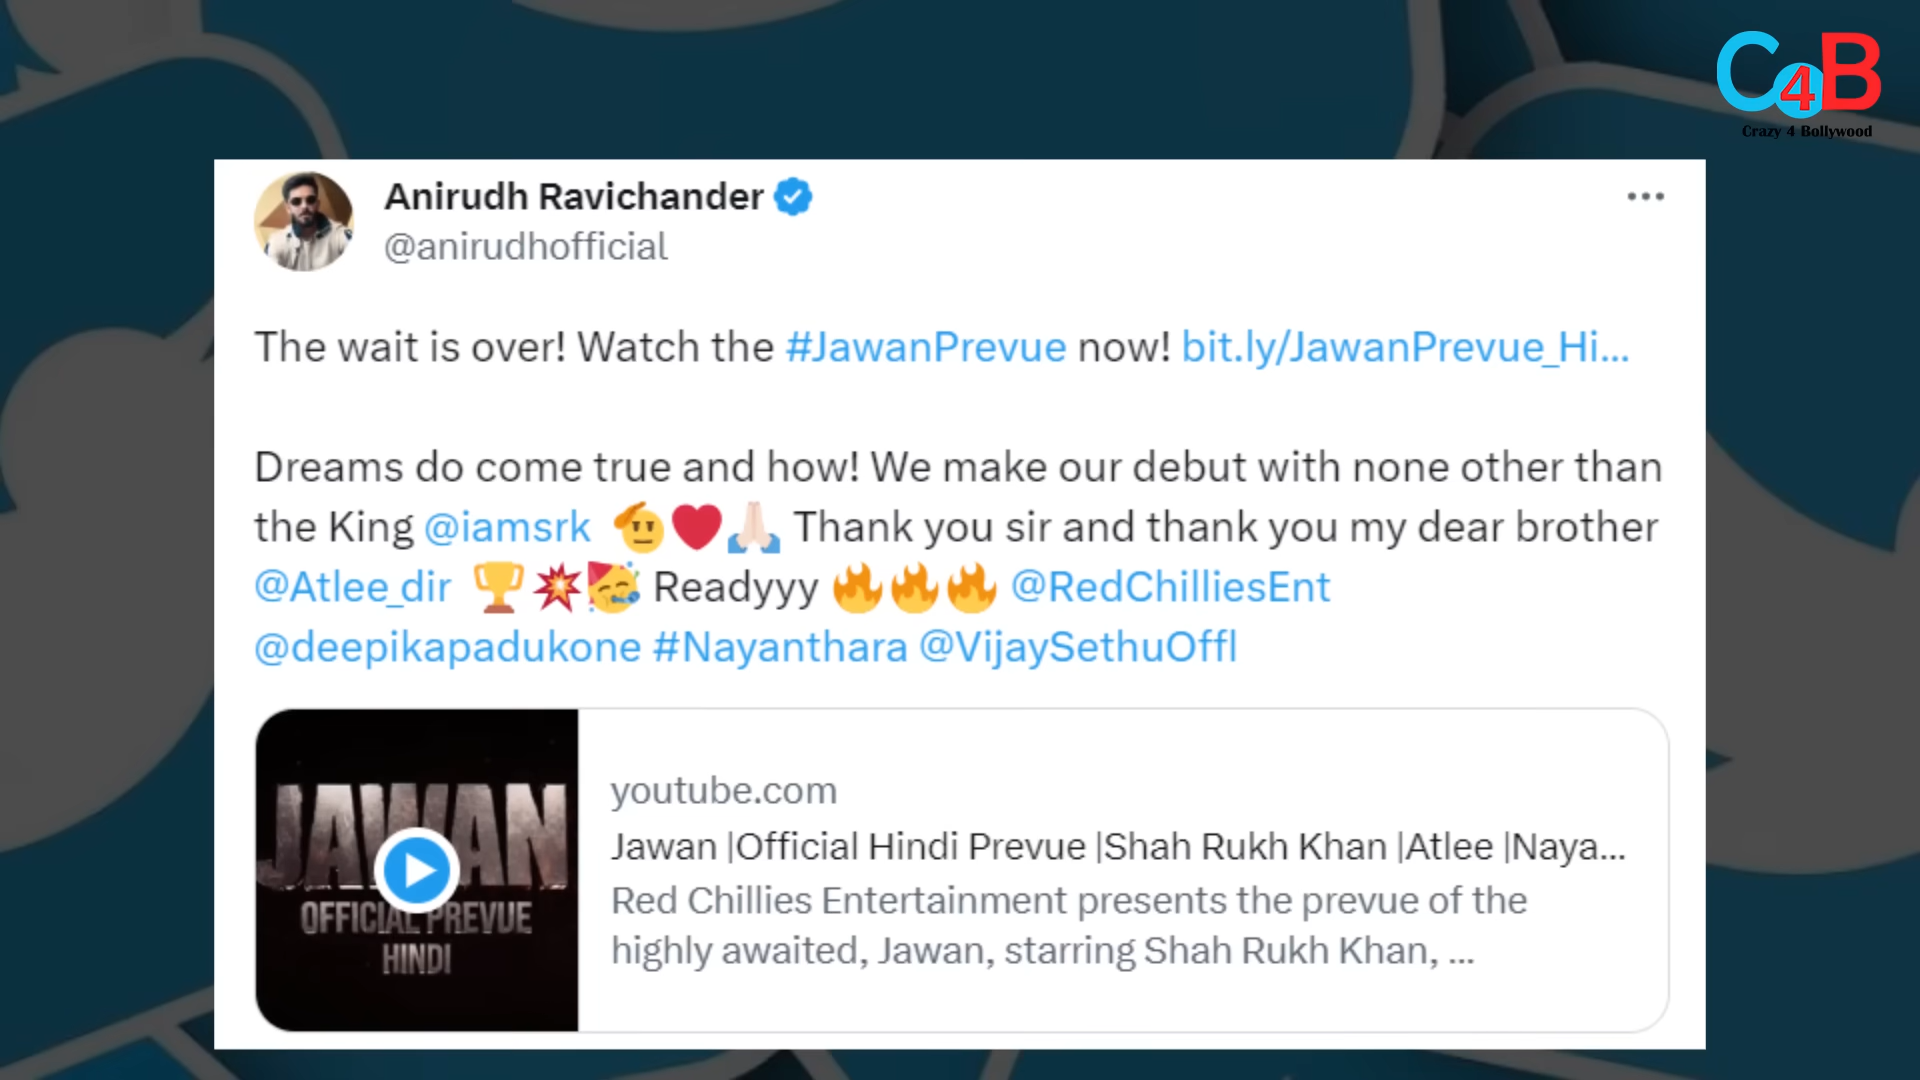 C4B
Crazy 4 Bollywood
Anirudh Ravichander
@anirudhofficial
The wait is over! Watch the #JawanPrevue now! bit.ly/JawanPrevue_Hi...
Dreams do come true and how! We make our debut with none other than
the King @iamsrk 🫡❤️🙏🏻 Thank you sir and thank you my dear brother
@Atlee_dir 🏆💥🥳 Readyyy 🔥🔥🔥 @RedChilliesEnt
@deepikapadukone #Nayanthara @VijaySethuOffl
JAWAN
OFFICIAL PREVUE
HINDI
youtube.com
Jawan |Official Hindi Prevue |Shah Rukh Khan |Atlee |Naya...
Red Chillies Entertainment presents the prevue of the
highly awaited, Jawan, starring Shah Rukh Khan, ...